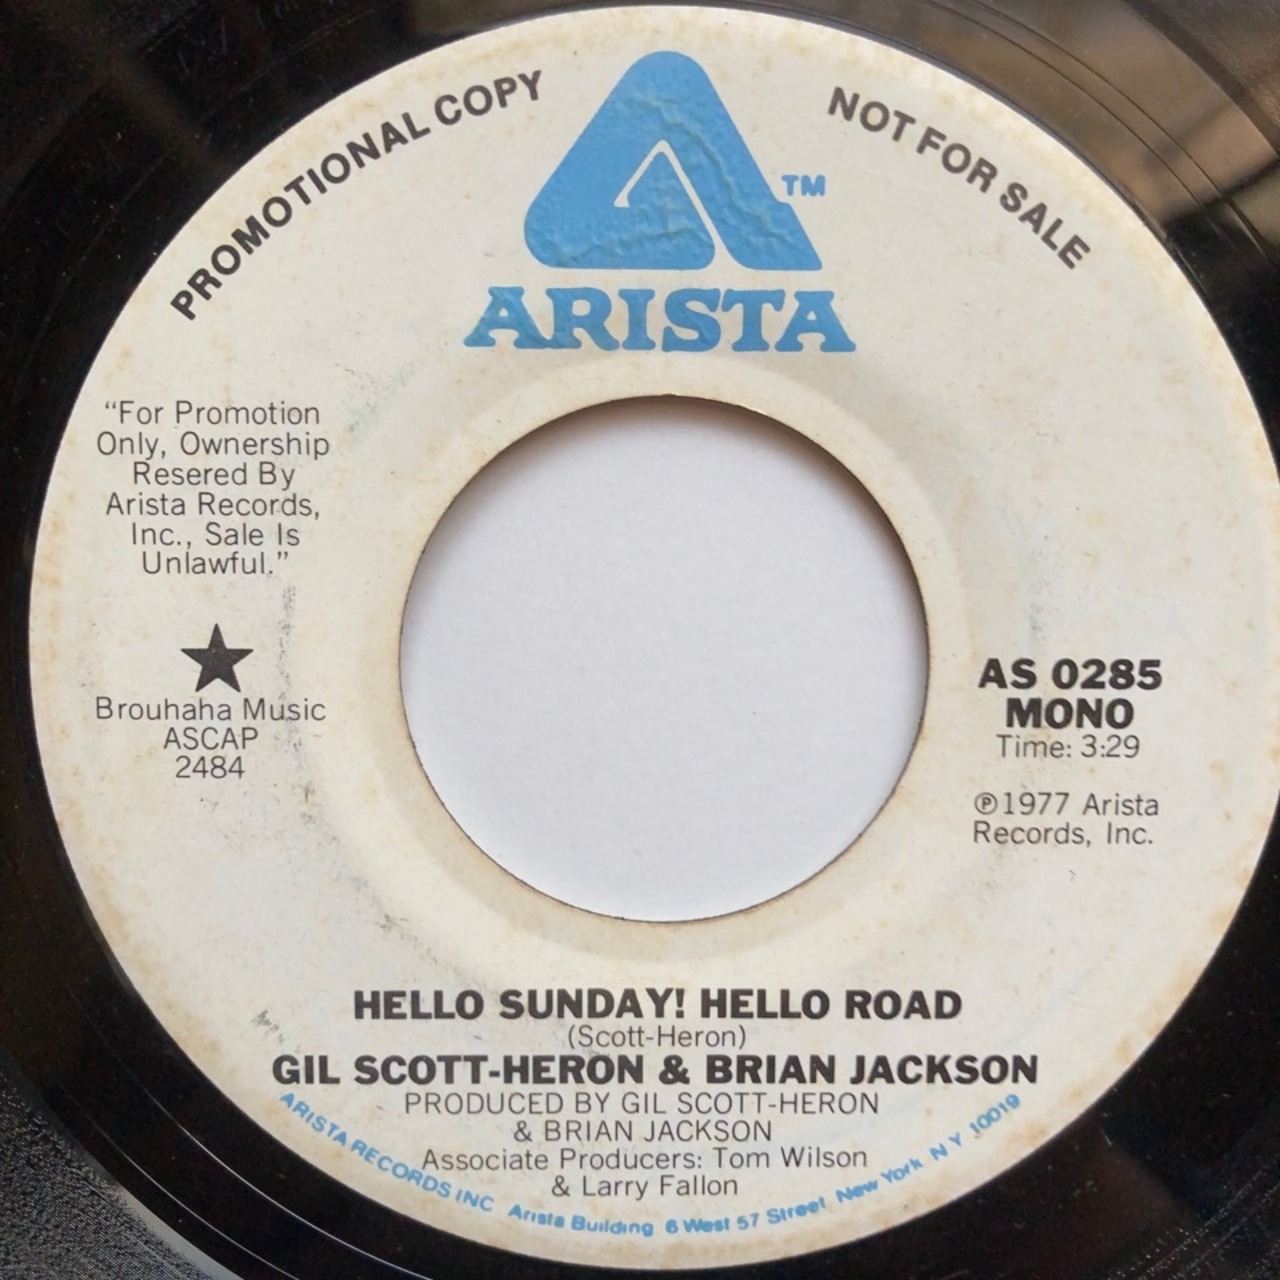 PROMOTIONAL COPY
NOT FOR SALE
TM
ARISTA
“For Promotion
Only, Ownership
Resered By
Arista Records,
Inc., Sale Is
Unlawful.”
Brouhaha Music
ASCAP
2484
AS 0285
MONO
Time: 3:29
℗1977 Arista
Records, Inc.
HELLO SUNDAY! HELLO ROAD
(Scott-Heron)
GIL SCOTT-HERON & BRIAN JACKSON
PRODUCED BY GIL SCOTT-HERON
& BRIAN JACKSON
Associate Producers: Tom Wilson
& Larry Fallon
ARISTA RECORDS INC Arista Building 6 West 57 Street New York N Y 10019